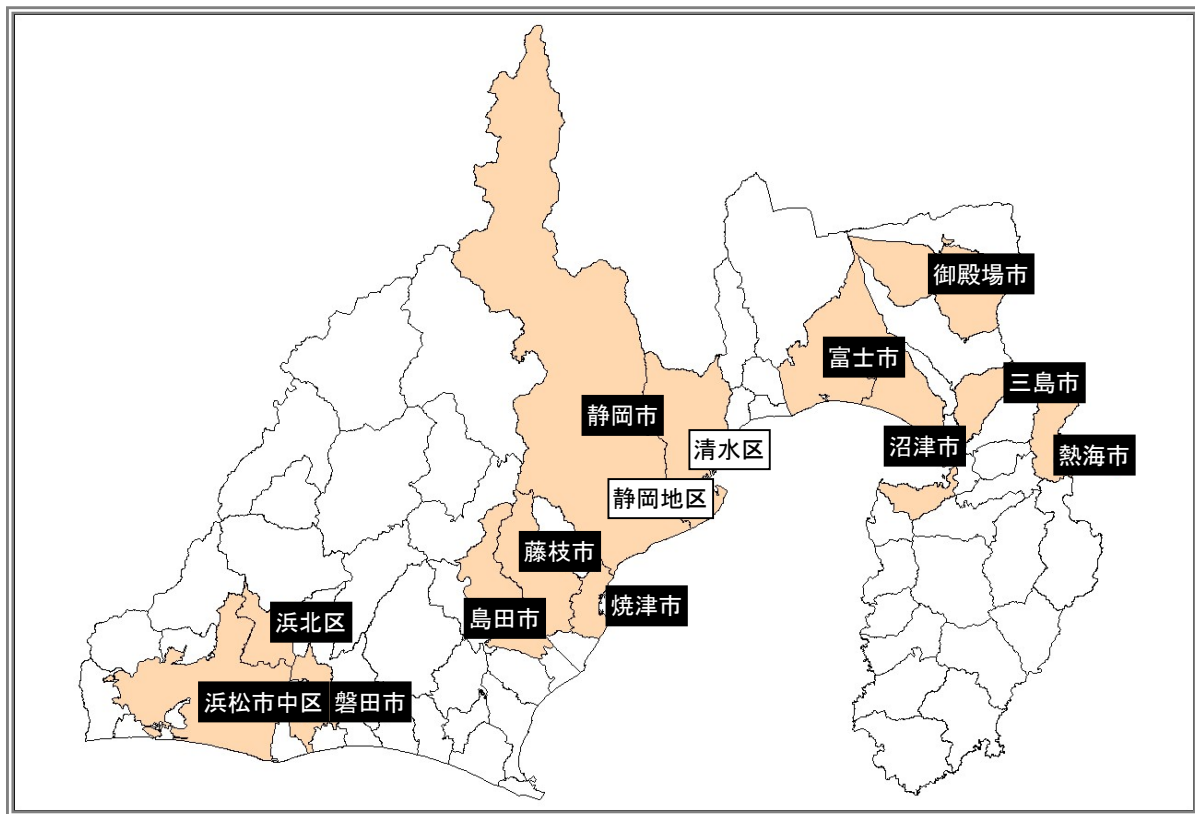 御殿場市
富士市
三島市
静岡市
清水区
沼津市
熱海市
静岡地区
藤枝市
焼津市
島田市
浜北区
浜松市中区
磐田市